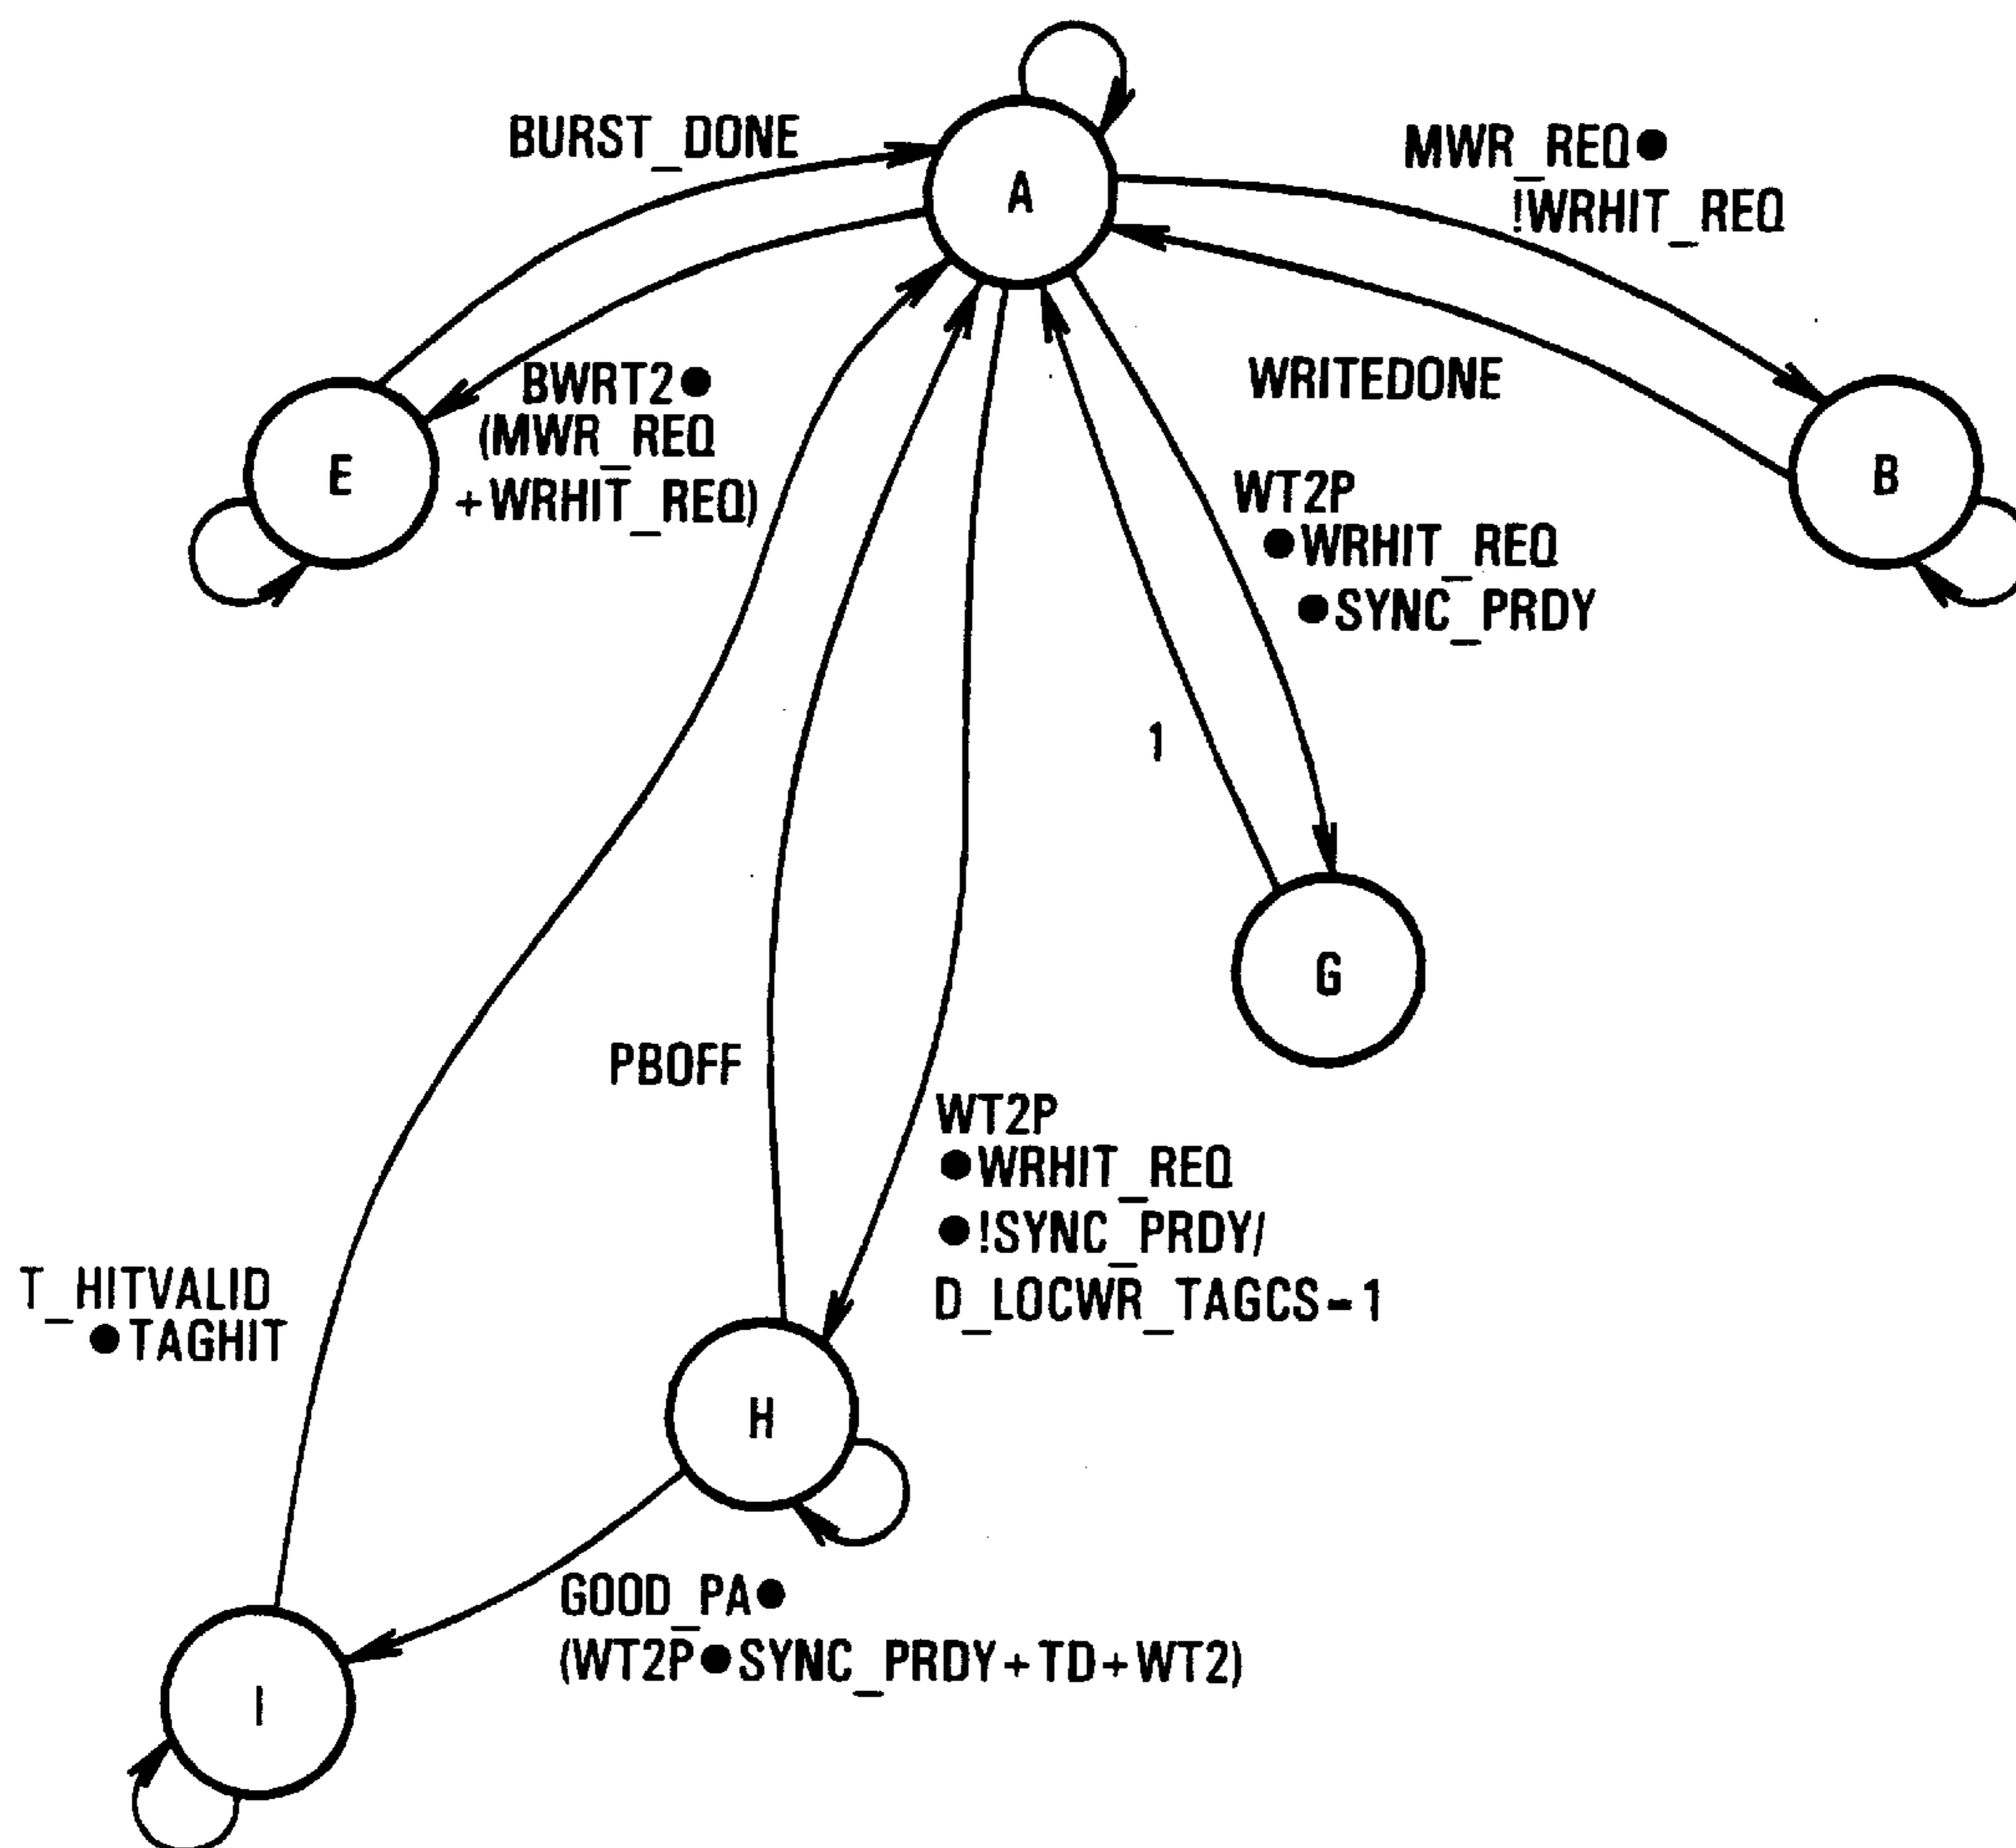 BURST_DONE
A
MWR_REQ●
!WRHIT_REQ
BWRT2●
(MWR_REQ
+WRHIT_REQ)
WRITEDONE
E
B
WT2P
●WRHIT_REQ
●SYNC_PRDY
1
G
PBOFF
WT2P
●WRHIT_REQ
●!SYNC_PRDY/
D_LOCWR_TAGCS=1
T_HITVALID
●TAGHIT
H
GOOD_PA●
(WT2P●SYNC_PRDY+TD+WT2)
I